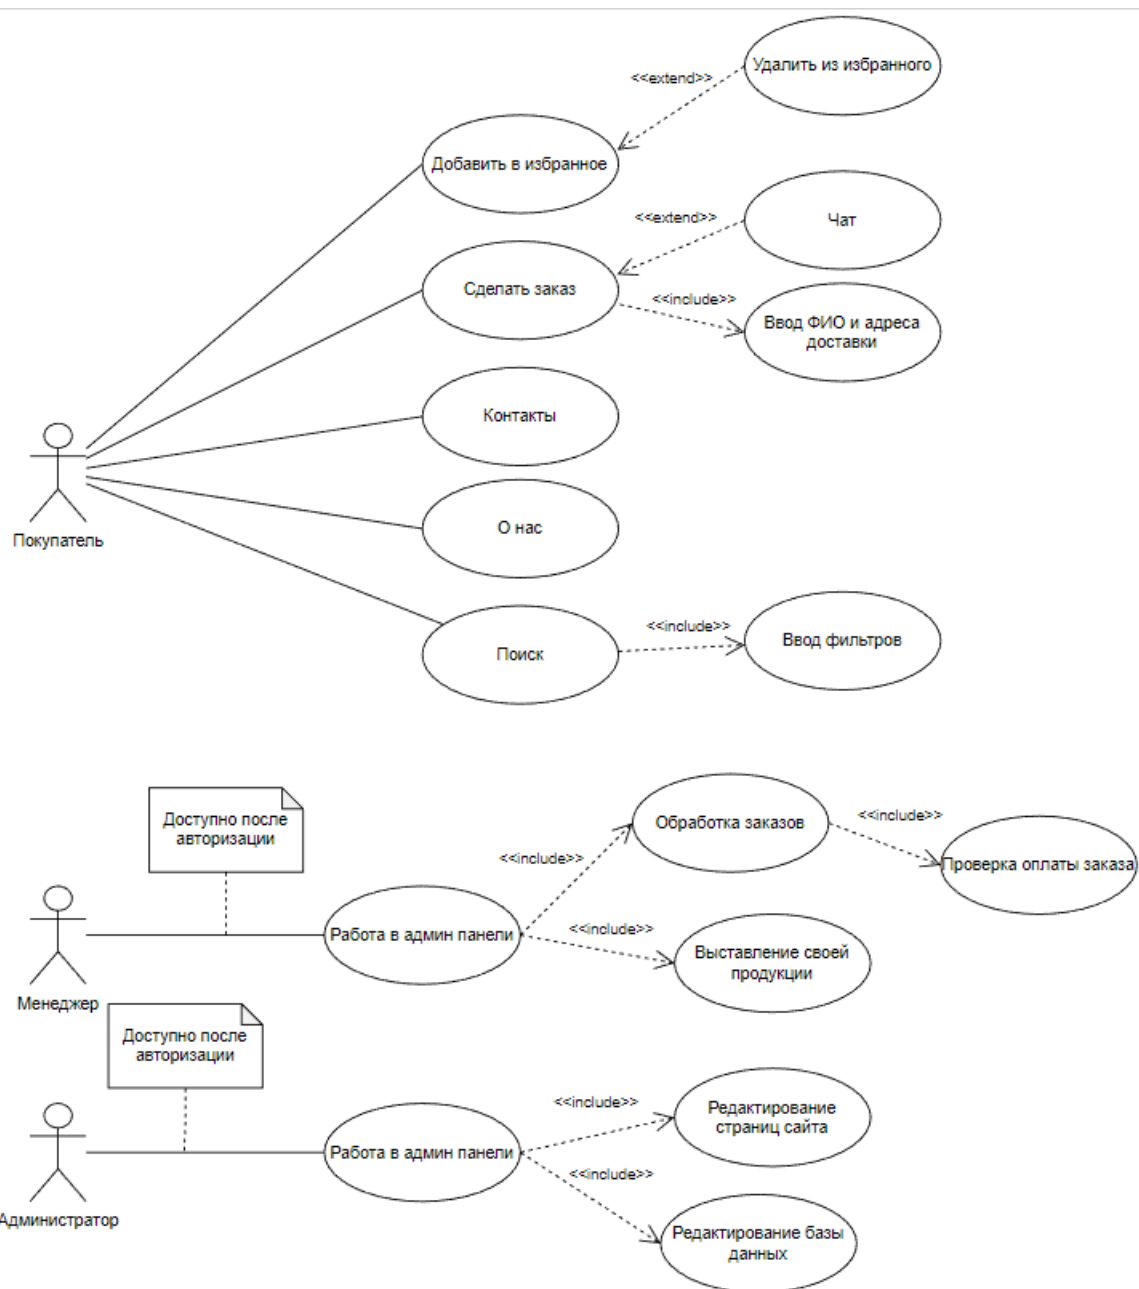 Удалить из избранного
<<extend>>
Добавить в избранное
<<extend>>
Чат
Сделать заказ
<<include>>
Ввод ФИО и адреса
доставки
Контакты
О нас
Покупатель
<<include>>
Ввод фильтров
Поиск
Доступно после
авторизации
Обработка заказов
<<include>>
<<include>>
Проверка оплаты заказа
Работа в админ панели
<<include>>
Выставление своей
продукции
Менеджер
Доступно после
авторизации
<<include>>
Редактирование
страниц сайта
Работа в админ панели
<<include>>
Администратор
Редактирование базы
данных